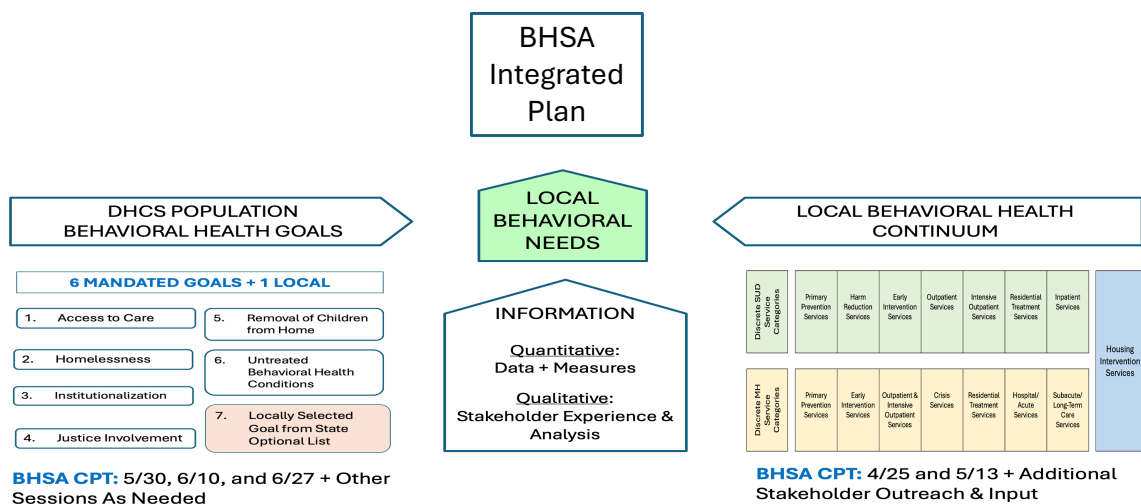 BHSA
Integrated
Plan
DHCS POPULATION
BEHAVIORAL HEALTH GOALS
LOCAL
BEHAVIORAL
NEEDS
LOCAL BEHAVIORAL HEALTH
CONTINUUM
6 MANDATED GOALS + 1 LOCAL
1. Access to Care
2. Homelessness
3. Institutionalization
4. Justice Involvement
5. Removal of Children
from Home
6. Untreated
Behavioral Health
Conditions
7. Locally Selected
Goal from State
Optional List
BHSA CPT: 5/30, 6/10, and 6/27 + Other
Sessions As Needed
INFORMATION
Quantitative:
Data + Measures
Qualitative:
Stakeholder Experience &
Analysis
Discrete SUD
Service
Categories
Primary
Prevention
Services
Harm
Reduction
Services
Early
Intervention
Services
Outpatient
Services
Intensive
Outpatient
Services
Residential
Treatment
Services
Inpatient
Services
Discrete MH
Service
Categories
Primary
Prevention
Services
Early
Intervention
Services
Outpatient &
Intensive
Outpatient
Services
Crisis
Services
Residential
Treatment
Services
Hospital/
Acute
Services
Subacute/
Long-Term
Care
Services
Housing
Intervention
Services
BHSA CPT: 4/25 and 5/13 + Additional
Stakeholder Outreach & Input